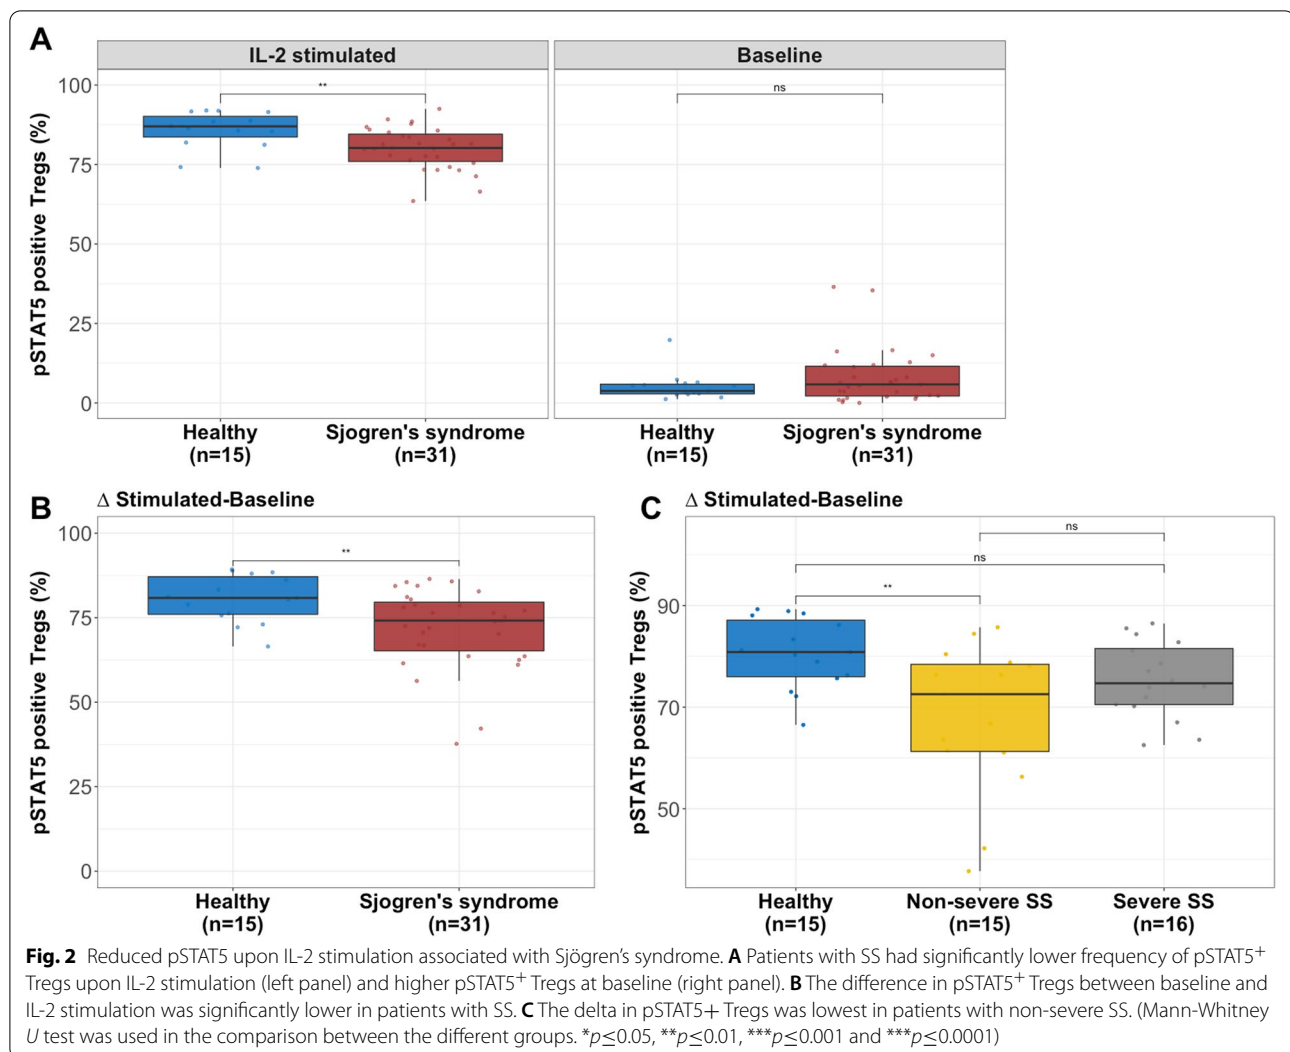 A
IL-2 stimulated
Baseline
pSTAT5 positive Tregs (%)
100
75
50
25
0
**
ns
Healthy
(n=15)
Sjogren's syndrome
(n=31)
Healthy
(n=15)
Sjogren's syndrome
(n=31)
B
Δ Stimulated-Baseline
pSTAT5 positive Tregs (%)
100
75
50
25
0
**
Healthy
(n=15)
Sjogren's syndrome
(n=31)
C
Δ Stimulated-Baseline
pSTAT5 positive Tregs (%)
90
70
50
ns
ns
**
Healthy
(n=15)
Non-severe SS
(n=15)
Severe SS
(n=16)
Fig. 2 Reduced pSTAT5 upon IL-2 stimulation associated with Sjögren's syndrome. A Patients with SS had significantly lower frequency of pSTAT5+
Tregs upon IL-2 stimulation (left panel) and higher pSTAT5+ Tregs at baseline (right panel). B The difference in pSTAT5+ Tregs between baseline and
IL-2 stimulation was significantly lower in patients with SS. C The delta in pSTAT5+ Tregs was lowest in patients with non-severe SS. (Mann-Whitney
U test was used in the comparison between the different groups. *p≤0.05, **p≤0.01, ***p≤0.001 and ***p≤0.0001)